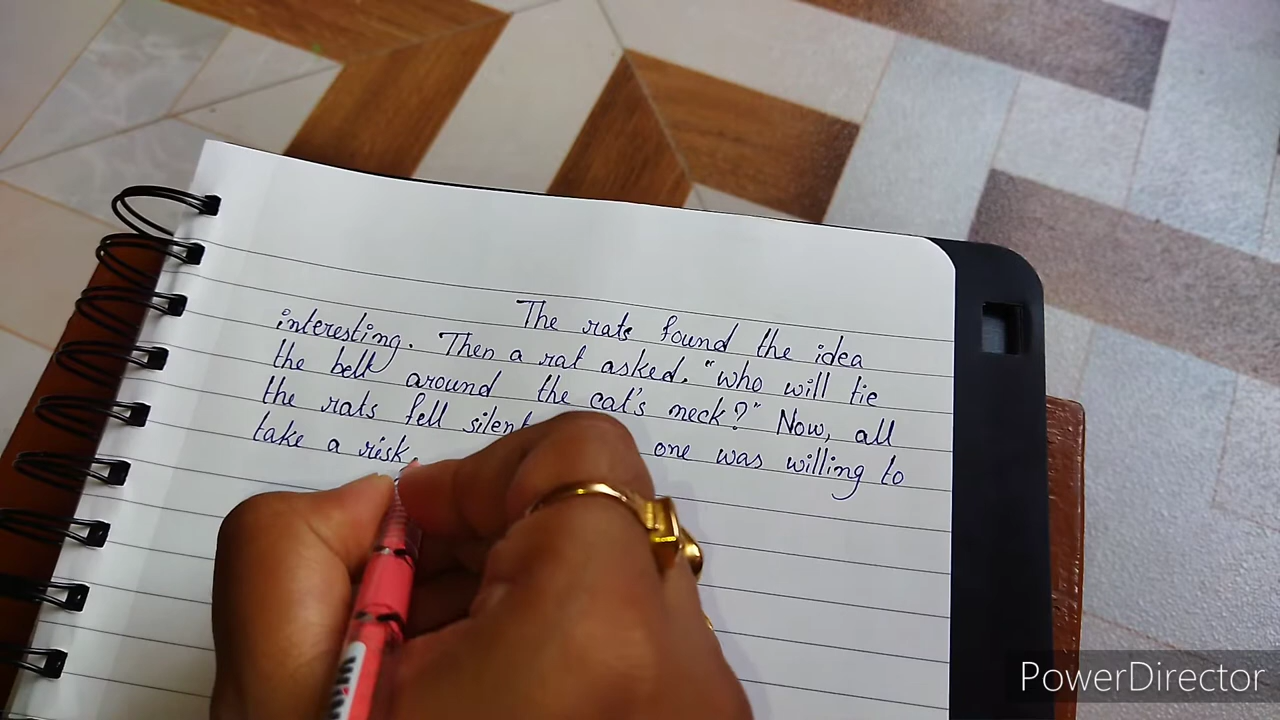 The rats found the idea
interesting. Then a rat asked. "who will tie
the bell around the cat's neck?" Now, all
the rats fell silent one was willing to
take a risk.
PowerDirector